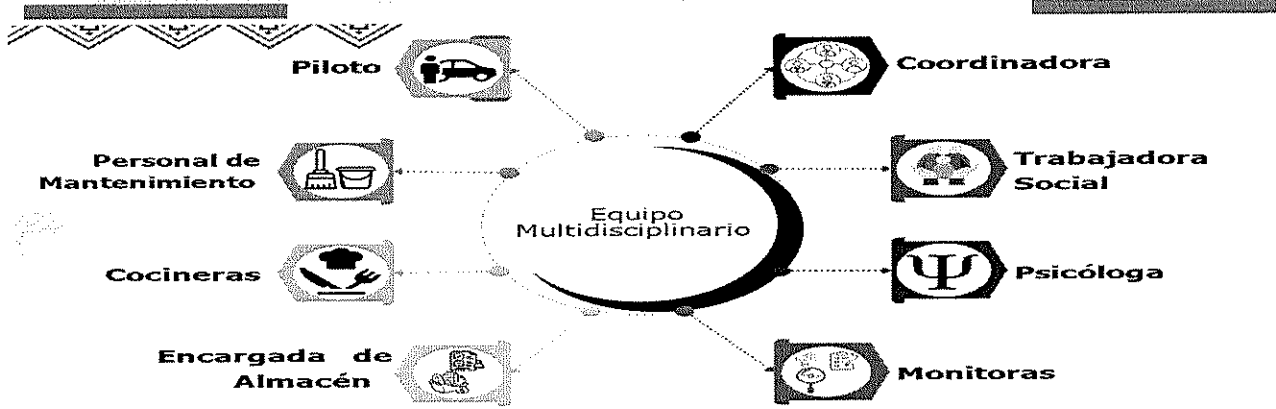 Piloto
Coordinadora
Personal de
Mantenimiento
Trabajadora
Social
Equipo
Multidisciplinario
Cocineras
Ψ
Psicóloga
Encargada de
Almacén
Monitoras